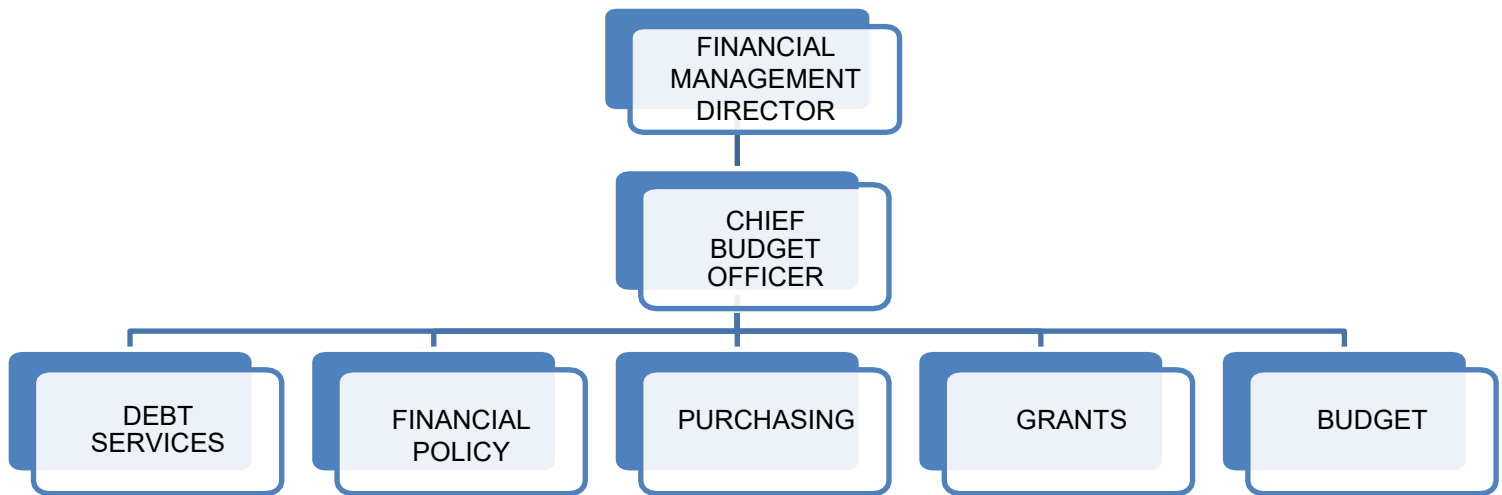 FINANCIAL
MANAGEMENT
DIRECTOR
CHIEF
BUDGET
OFFICER
DEBT
SERVICES
FINANCIAL
POLICY
PURCHASING
GRANTS
BUDGET